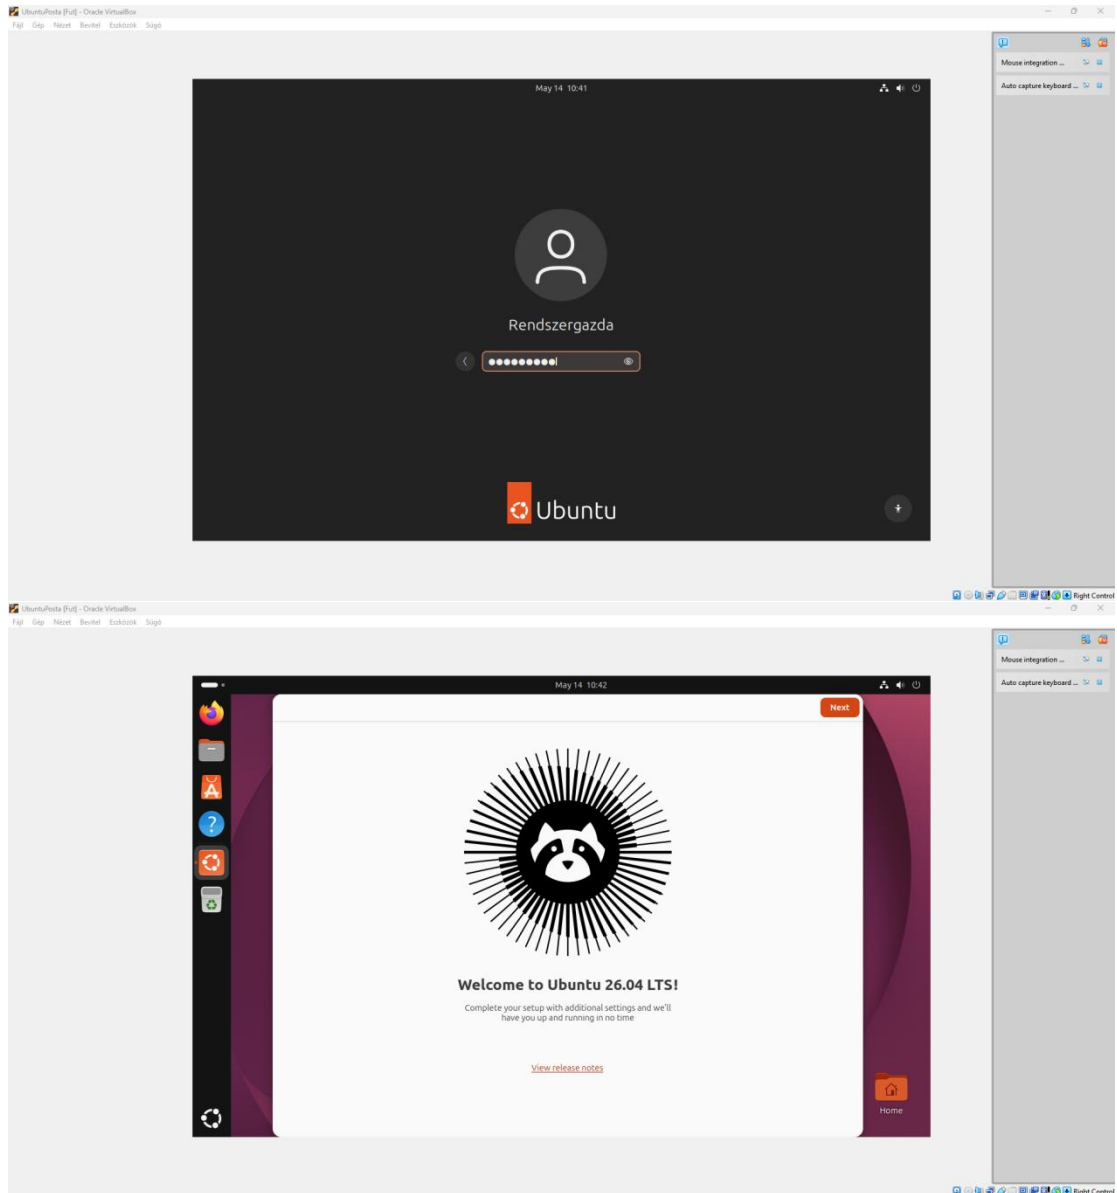 UbuntuPosta [Fut] - Oracle VirtualBox
Fájl Gép Nézet Bevitel Eszközök Súgó
Mouse integration ...
Auto capture keyboard ...
May 14 10:41
Rendszergazda
Ubuntu
Right Control
UbuntuPosta [Fut] - Oracle VirtualBox
Fájl Gép Nézet Bevitel Eszközök Súgó
Mouse integration ...
Auto capture keyboard ...
May 14 10:42
Next
Welcome to Ubuntu 26.04 LTS!
Complete your setup with additional settings and we'll
have you up and running in no time
View release notes
Home
Right Control